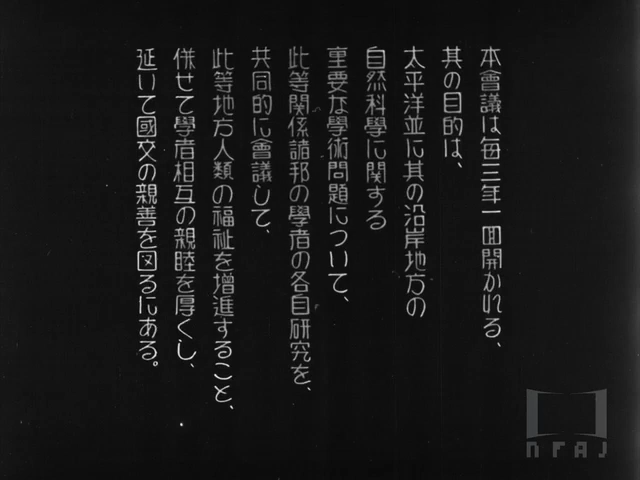 本會議は每三年一囘開かれる、
其の目的は、
太平洋並に其の沿岸地方の
自然科學に関する
重要な學術問題について、
此等関係諸邦の學者の各自研究を、
共同的に會議して、
此等地方人類の福祉を增進すること、
併せて學者相互の親睦を厚くし、
延いて國交の親善を図るにある。
NFAJ